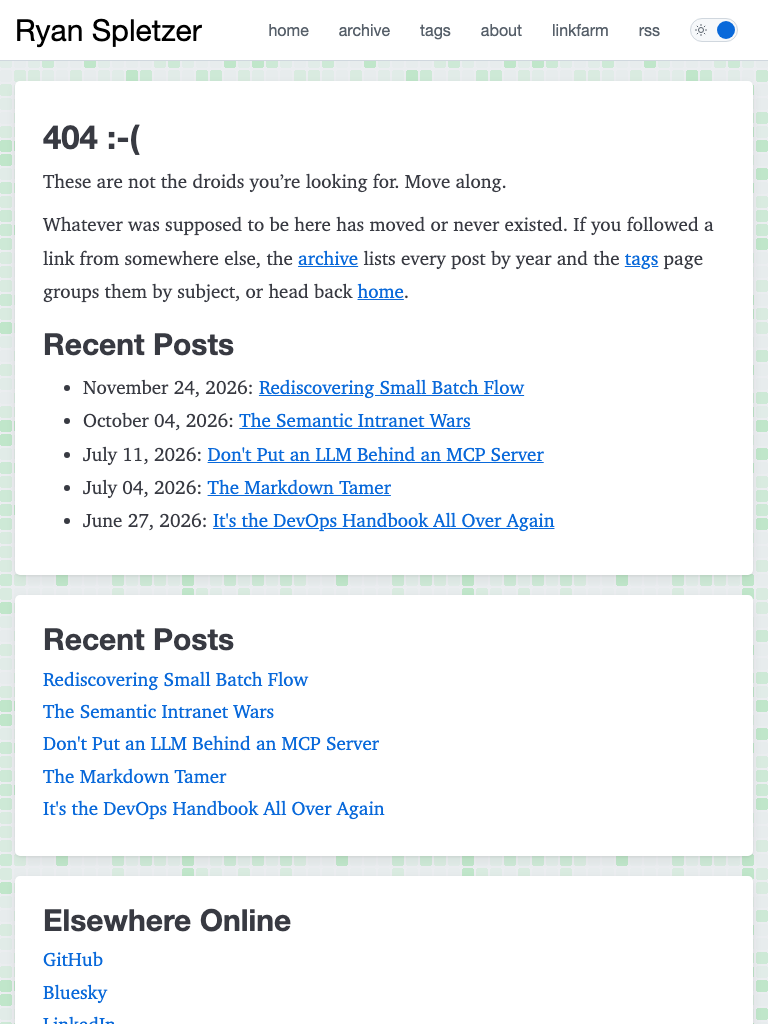 Ryan Spletzer
home archive tags about linkfarm rss
404 :-(
These are not the droids you’re looking for. Move along.
Whatever was supposed to be here has moved or never existed. If you followed a
link from somewhere else, the archive lists every post by year and the tags page
groups them by subject, or head back home.
Recent Posts
November 24, 2026: Rediscovering Small Batch Flow
October 04, 2026: The Semantic Intranet Wars
July 11, 2026: Don't Put an LLM Behind an MCP Server
July 04, 2026: The Markdown Tamer
June 27, 2026: It's the DevOps Handbook All Over Again
Recent Posts
Rediscovering Small Batch Flow
The Semantic Intranet Wars
Don't Put an LLM Behind an MCP Server
The Markdown Tamer
It's the DevOps Handbook All Over Again
Elsewhere Online
GitHub
Bluesky
LinkedIn